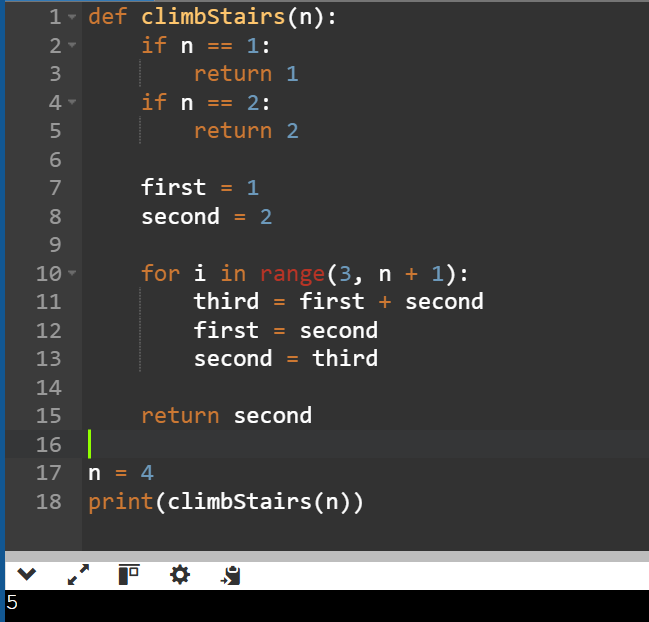 1 def climbStairs(n):
2     if n == 1:
3         return 1
4     if n == 2:
5         return 2
6
7     first = 1
8     second = 2
9
10     for i in range(3, n + 1):
11         third = first + second
12         first = second
13         second = third
14
15     return second
16
17 n = 4
18 print(climbStairs(n))
5